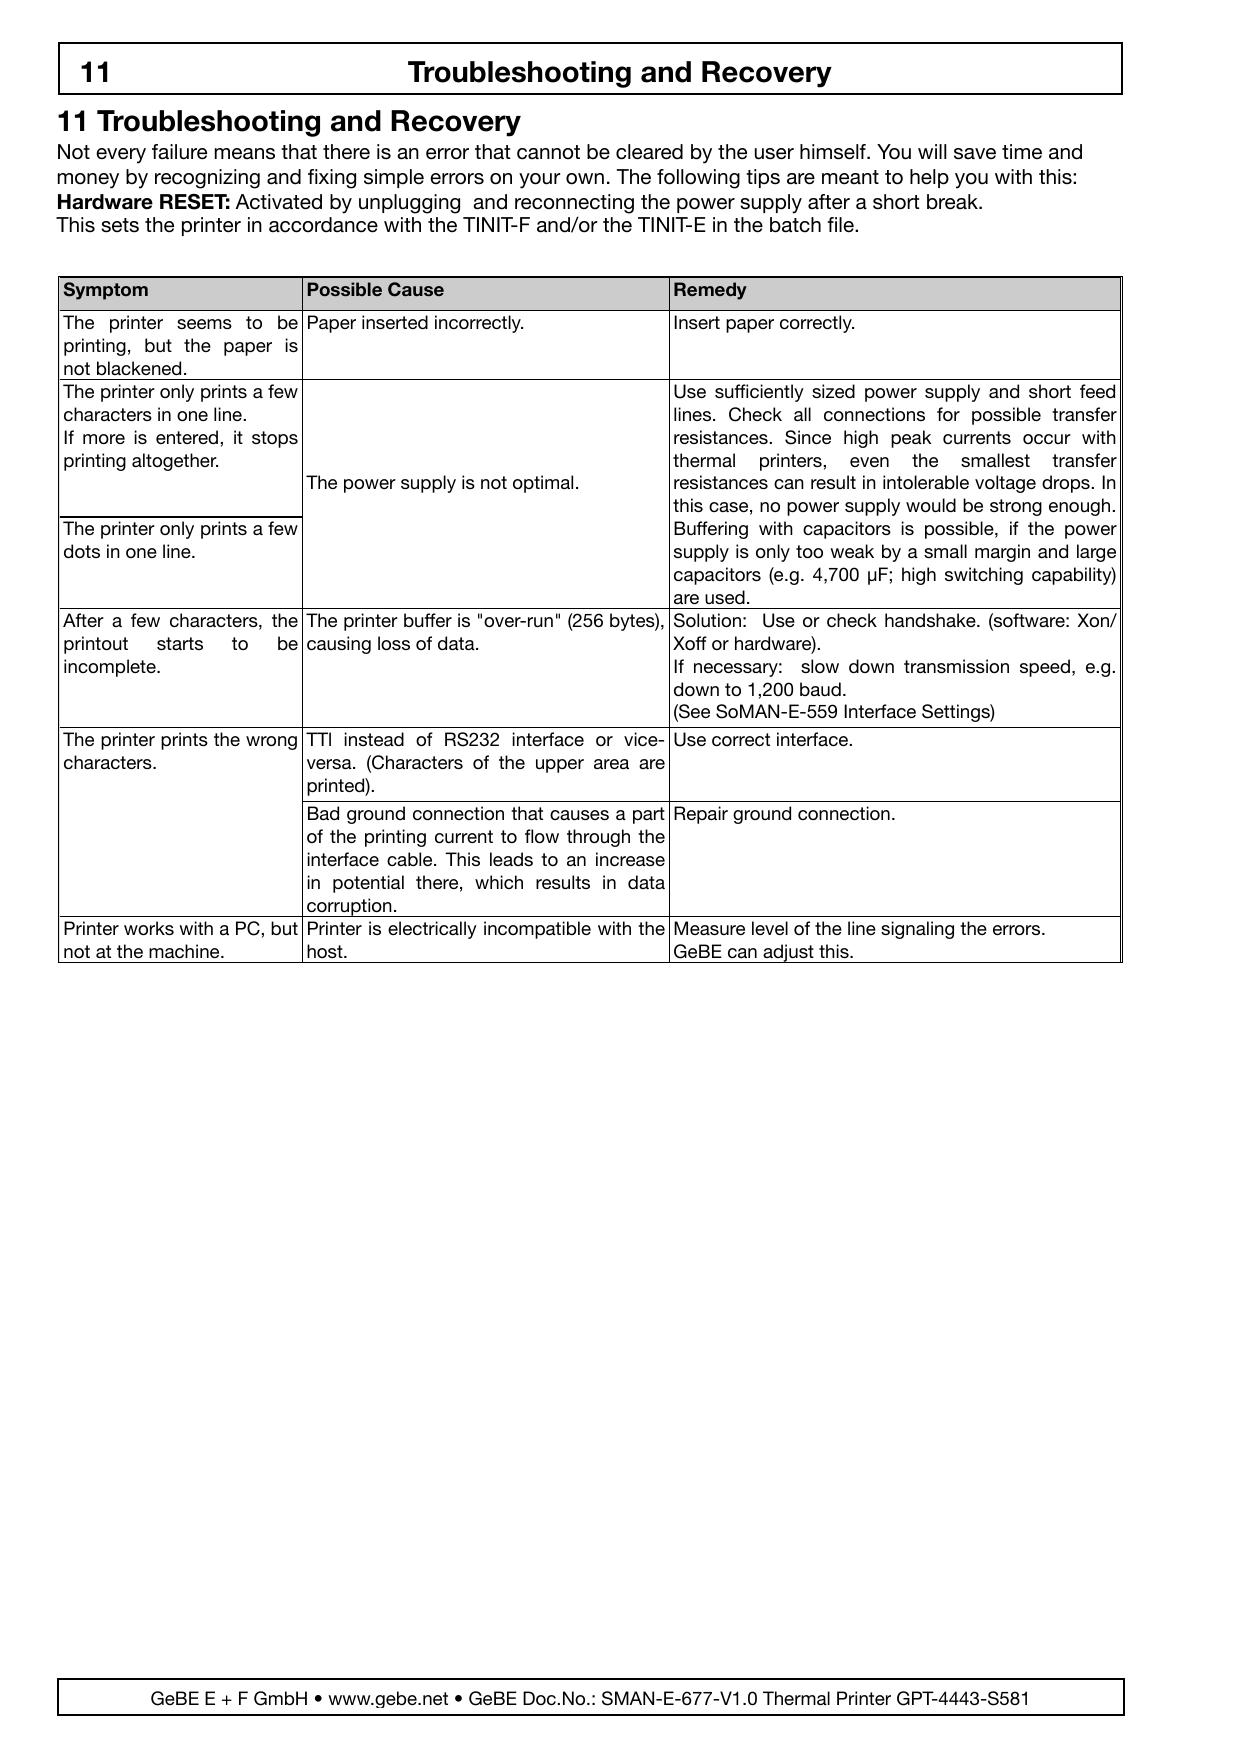 11 Troubleshooting and Recovery
11 Troubleshooting and Recovery
Not every failure means that there is an error that cannot be cleared by the user himself. You will save time and
money by recognizing and fixing simple errors on your own. The following tips are meant to help you with this:
Hardware RESET: Activated by unplugging  and reconnecting the power supply after a short break.
This sets the printer in accordance with the TINIT-F and/or the TINIT-E in the batch file.
Symptom
Possible Cause
Remedy
The printer seems to be
printing, but the paper is
not blackened.
Paper inserted incorrectly.
Insert paper correctly.
The printer only prints a few
characters in one line.
If more is entered, it stops
printing altogether.
The printer only prints a few
dots in one line.
The power supply is not optimal.
Use sufficiently sized power supply and short feed
lines. Check all connections for possible transfer
resistances. Since high peak currents occur with
thermal printers, even the smallest transfer
resistances can result in intolerable voltage drops. In
this case, no power supply would be strong enough.
Buffering with capacitors is possible, if the power
supply is only too weak by a small margin and large
capacitors (e.g. 4,700 µF; high switching capability)
are used.
After a few characters, the
printout starts to be
incomplete.
The printer buffer is "over-run" (256 bytes),
causing loss of data.
Solution:  Use or check handshake. (software: Xon/
Xoff or hardware).
If necessary:  slow down transmission speed, e.g.
down to 1,200 baud.
(See SoMAN-E-559 Interface Settings)
The printer prints the wrong
characters.
TTl instead of RS232 interface or vice-
versa. (Characters of the upper area are
printed).
Use correct interface.
Bad ground connection that causes a part
of the printing current to flow through the
interface cable. This leads to an increase
in potential there, which results in data
corruption.
Repair ground connection.
Printer works with a PC, but
not at the machine.
Printer is electrically incompatible with the
host.
Measure level of the line signaling the errors.
GeBE can adjust this.
GeBE E + F GmbH • www.gebe.net • GeBE Doc.No.: SMAN-E-677-V1.0 Thermal Printer GPT-4443-S581